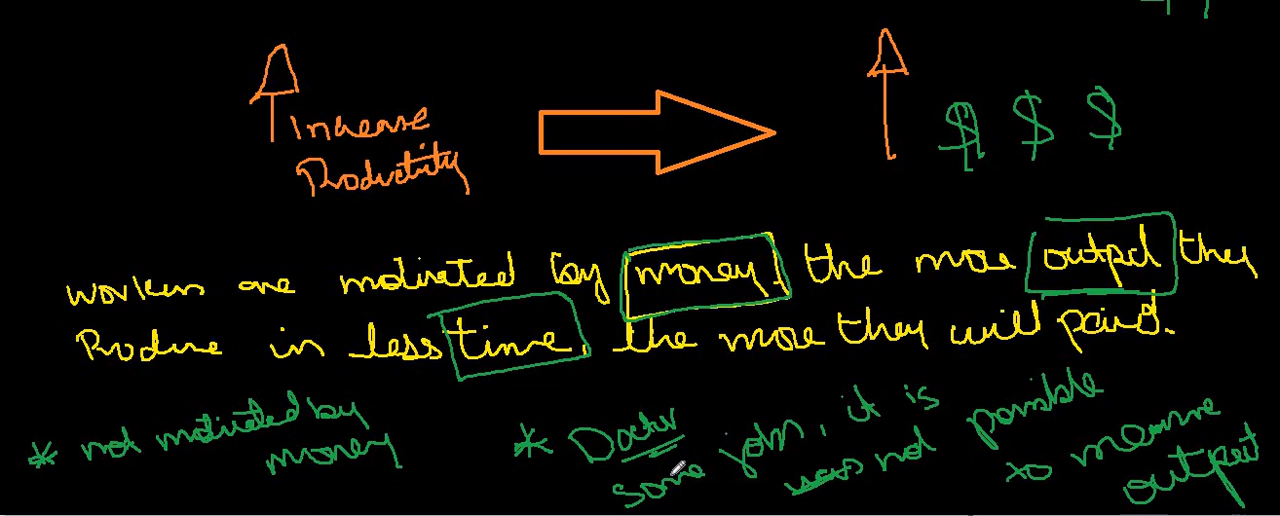 Increase
Productivity
$ $ $
workers are motivated by money. the more output they
Produce in less time, the more they will paid.
* not motivated by
money
* Doctor
some jobs, it is
was not possible
to measure
output